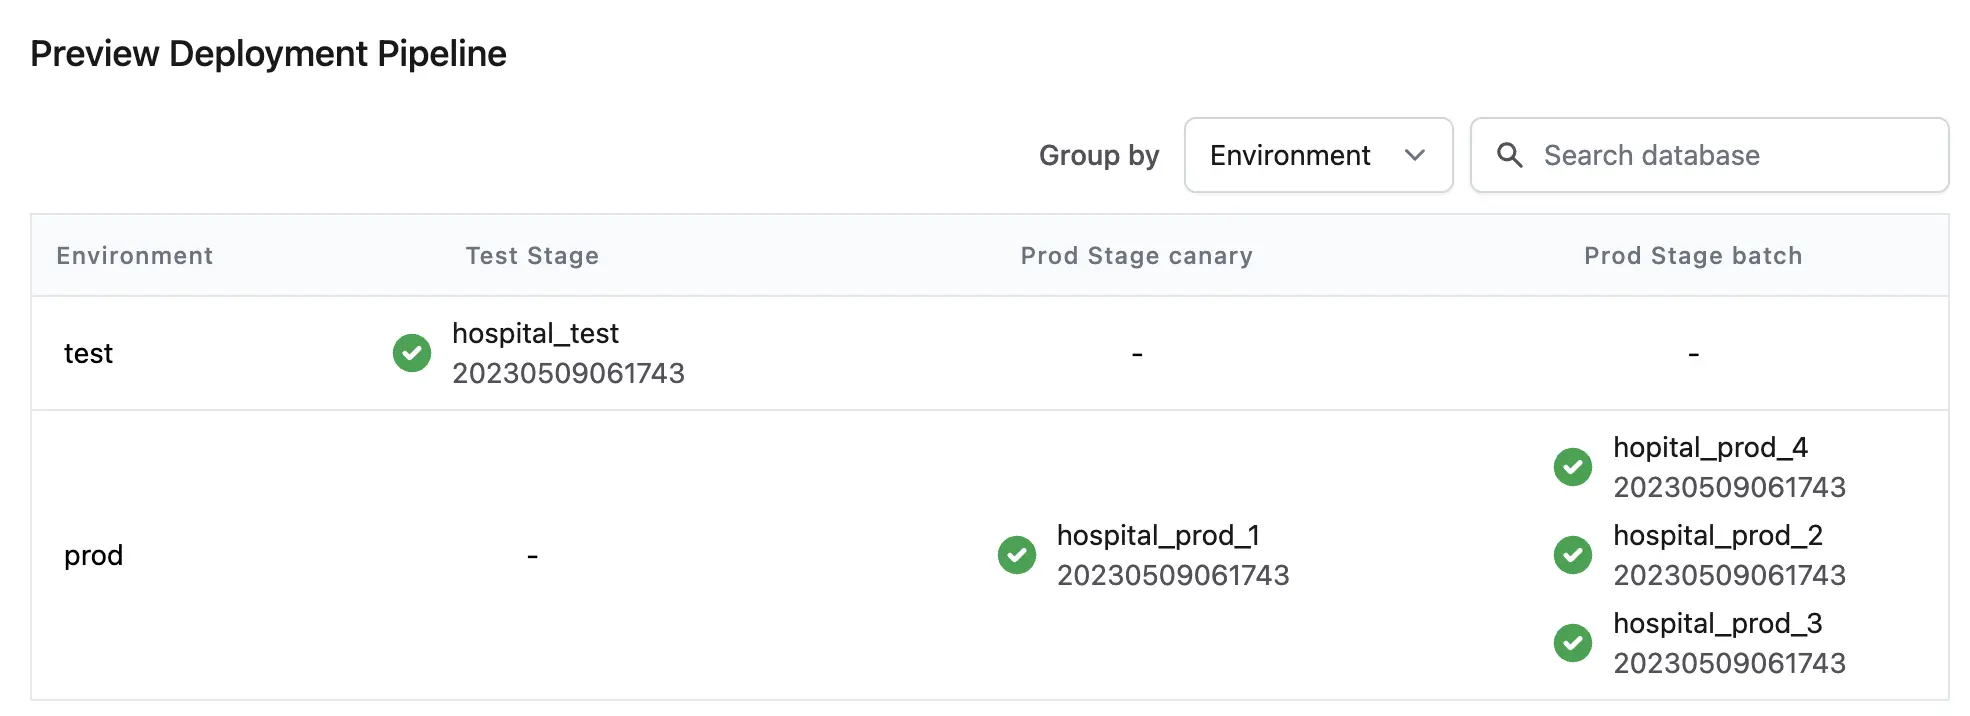 Preview Deployment Pipeline
Group by Environment Search database
Environment Test Stage Prod Stage canary Prod Stage batch
test hospital_test - -
20230509061743
hopital_prod_4
20230509061743
prod - hospital_prod_1 hospital_prod_2
20230509061743 20230509061743
hospital_prod_3
20230509061743